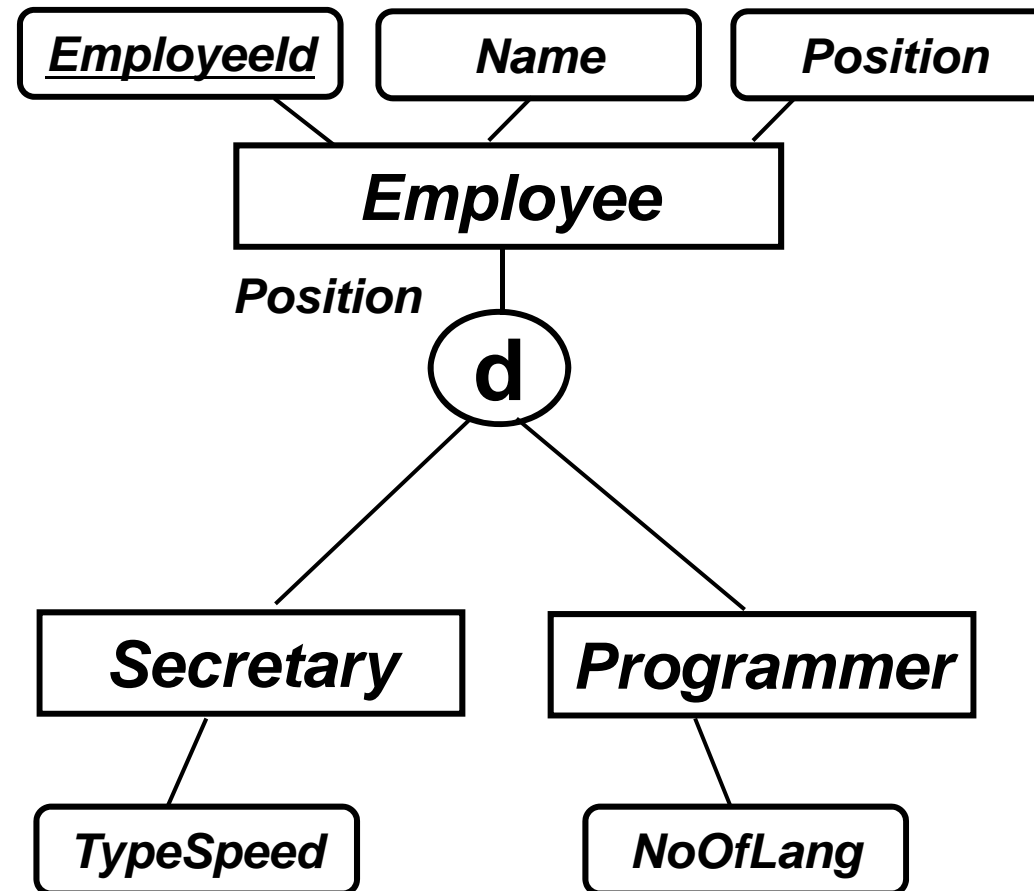 EmployeeId
Name
Position
Employee
Position
d
Secretary
Programmer
TypeSpeed
NoOfLang